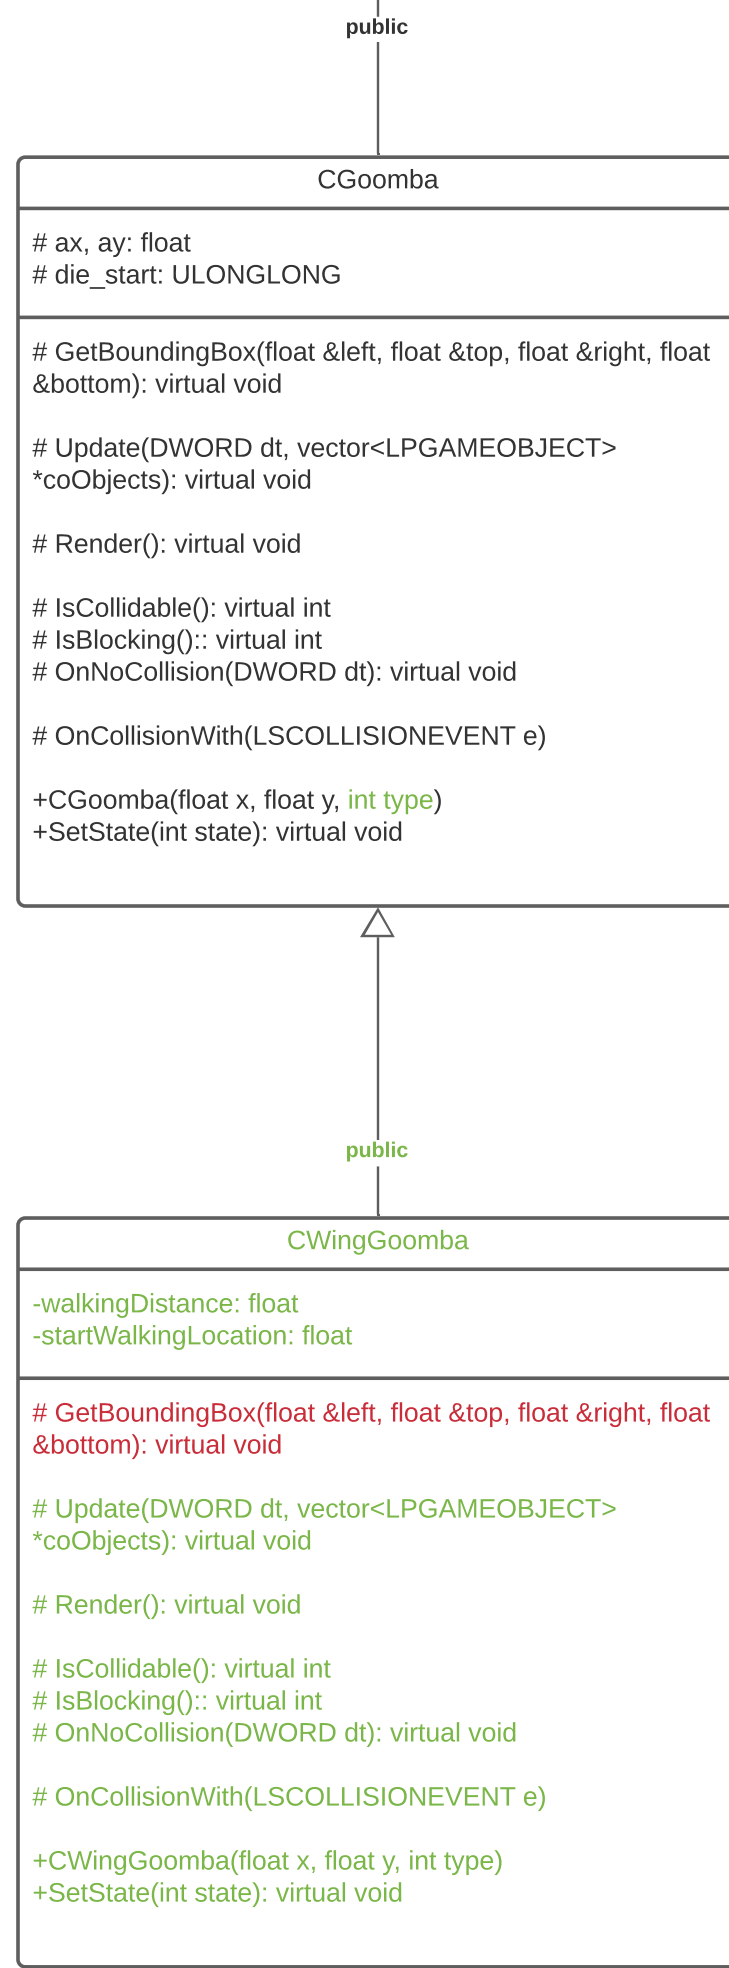 public
CGoomba
# ax, ay: float
# die_start: ULONGLONG
# GetBoundingBox(float &left, float &top, float &right, float
&bottom): virtual void
# Update(DWORD dt, vector<LPGAMEOBJECT>
*coObjects): virtual void
# Render(): virtual void
# IsCollidable(): virtual int
# IsBlocking():: virtual int
# OnNoCollision(DWORD dt): virtual void
# OnCollisionWith(LSCOLLISIONEVENT e)
+CGoomba(float x, float y, int type)
+SetState(int state): virtual void
public
CWingGoomba
-walkingDistance: float
-startWalkingLocation: float
# GetBoundingBox(float &left, float &top, float &right, float
&bottom): virtual void
# Update(DWORD dt, vector<LPGAMEOBJECT>
*coObjects): virtual void
# Render(): virtual void
# IsCollidable(): virtual int
# IsBlocking():: virtual int
# OnNoCollision(DWORD dt): virtual void
# OnCollisionWith(LSCOLLISIONEVENT e)
+CWingGoomba(float x, float y, int type)
+SetState(int state): virtual void